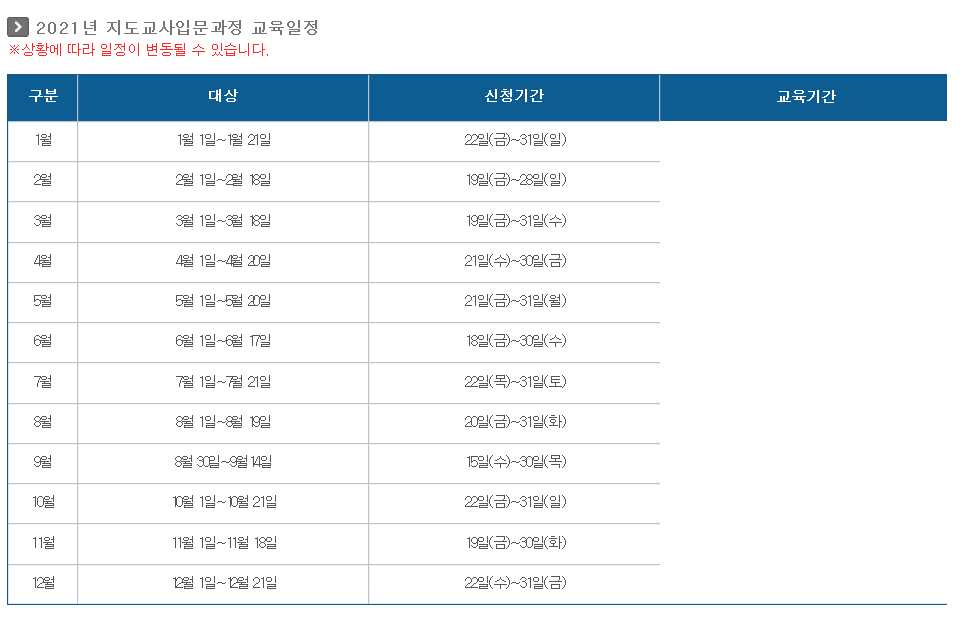 2021년 지도교사입문과정 교육일정
※상황에 따라 일정이 변동될 수 있습니다.
구분 대상 신청기간 교육기간
1월 1월 1일~1월 21일 22일(금)~31일(일)
2월 2월 1일~2월 18일 19일(금)~28일(일)
3월 3월 1일~3월 18일 19일(금)~31일(수)
4월 4월 1일~4월 20일 21일(수)~30일(금)
5월 5월 1일~5월 20일 21일(금)~31일(월)
6월 6월 1일~6월 17일 18일(금)~30일(수)
7월 7월 1일~7월 21일 22일(목)~31일(토)
8월 8월 1일~8월 19일 20일(금)~31일(화)
9월 8월 30일~9월 14일 15일(수)~30일(목)
10월 10월 1일~10월 21일 22일(금)~31일(일)
11월 11월 1일~11월 18일 19일(금)~30일(화)
12월 12월 1일~12월 21일 22일(수)~31일(금)